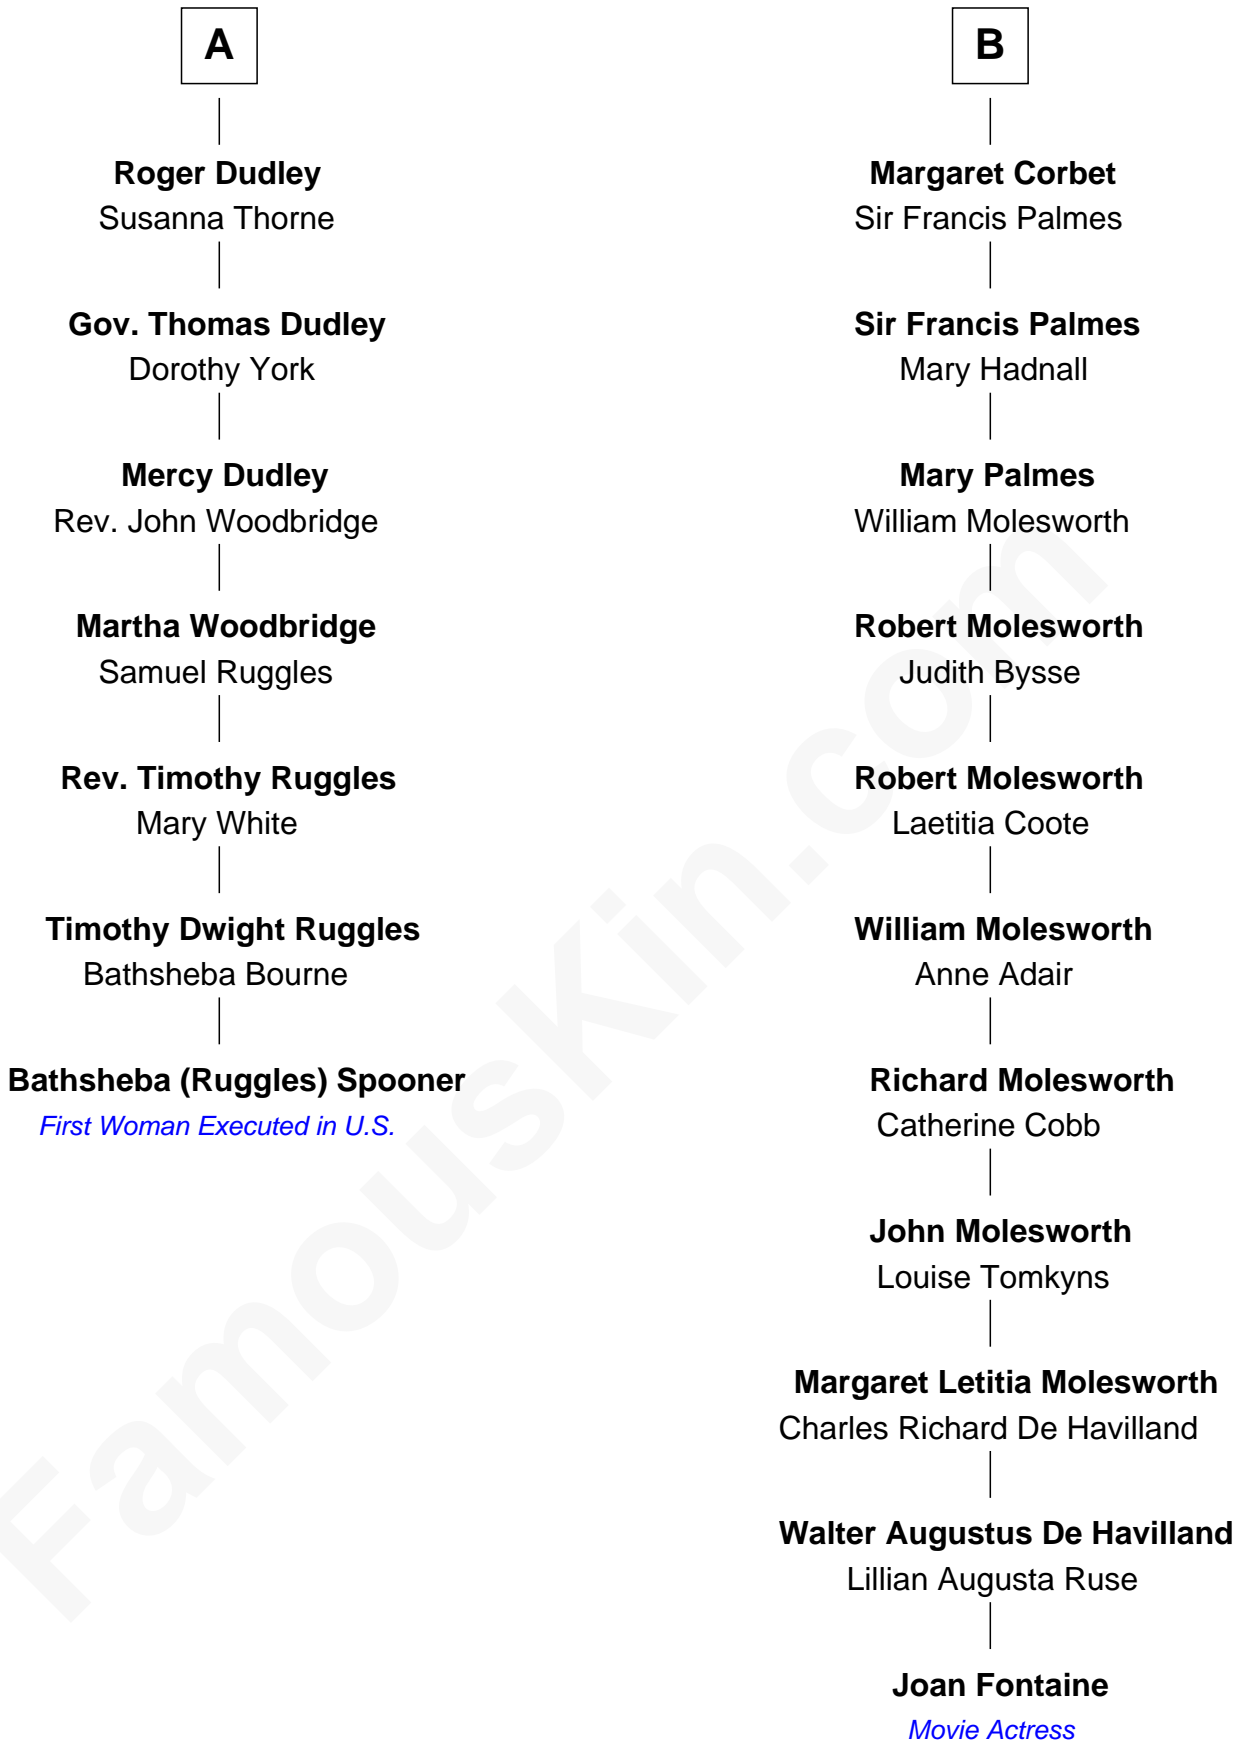 A
Roger Dudley
Susanna Thorne
Gov. Thomas Dudley
Dorothy York
Mercy Dudley
Rev. John Woodbridge
Martha Woodbridge
Samuel Ruggles
Rev. Timothy Ruggles
Mary White
Timothy Dwight Ruggles
Bathsheba Bourne
Bathsheba (Ruggles) Spooner
First Woman Executed in U.S.
B
Margaret Corbet
Sir Francis Palmes
Sir Francis Palmes
Mary Hadnall
Mary Palmes
William Molesworth
Robert Molesworth
Judith Bysse
Robert Molesworth
Laetitia Coote
William Molesworth
Anne Adair
Richard Molesworth
Catherine Cobb
John Molesworth
Louise Tomkyns
Margaret Letitia Molesworth
Charles Richard De Havilland
Walter Augustus De Havilland
Lillian Augusta Ruse
Joan Fontaine
Movie Actress
FamousKin.com